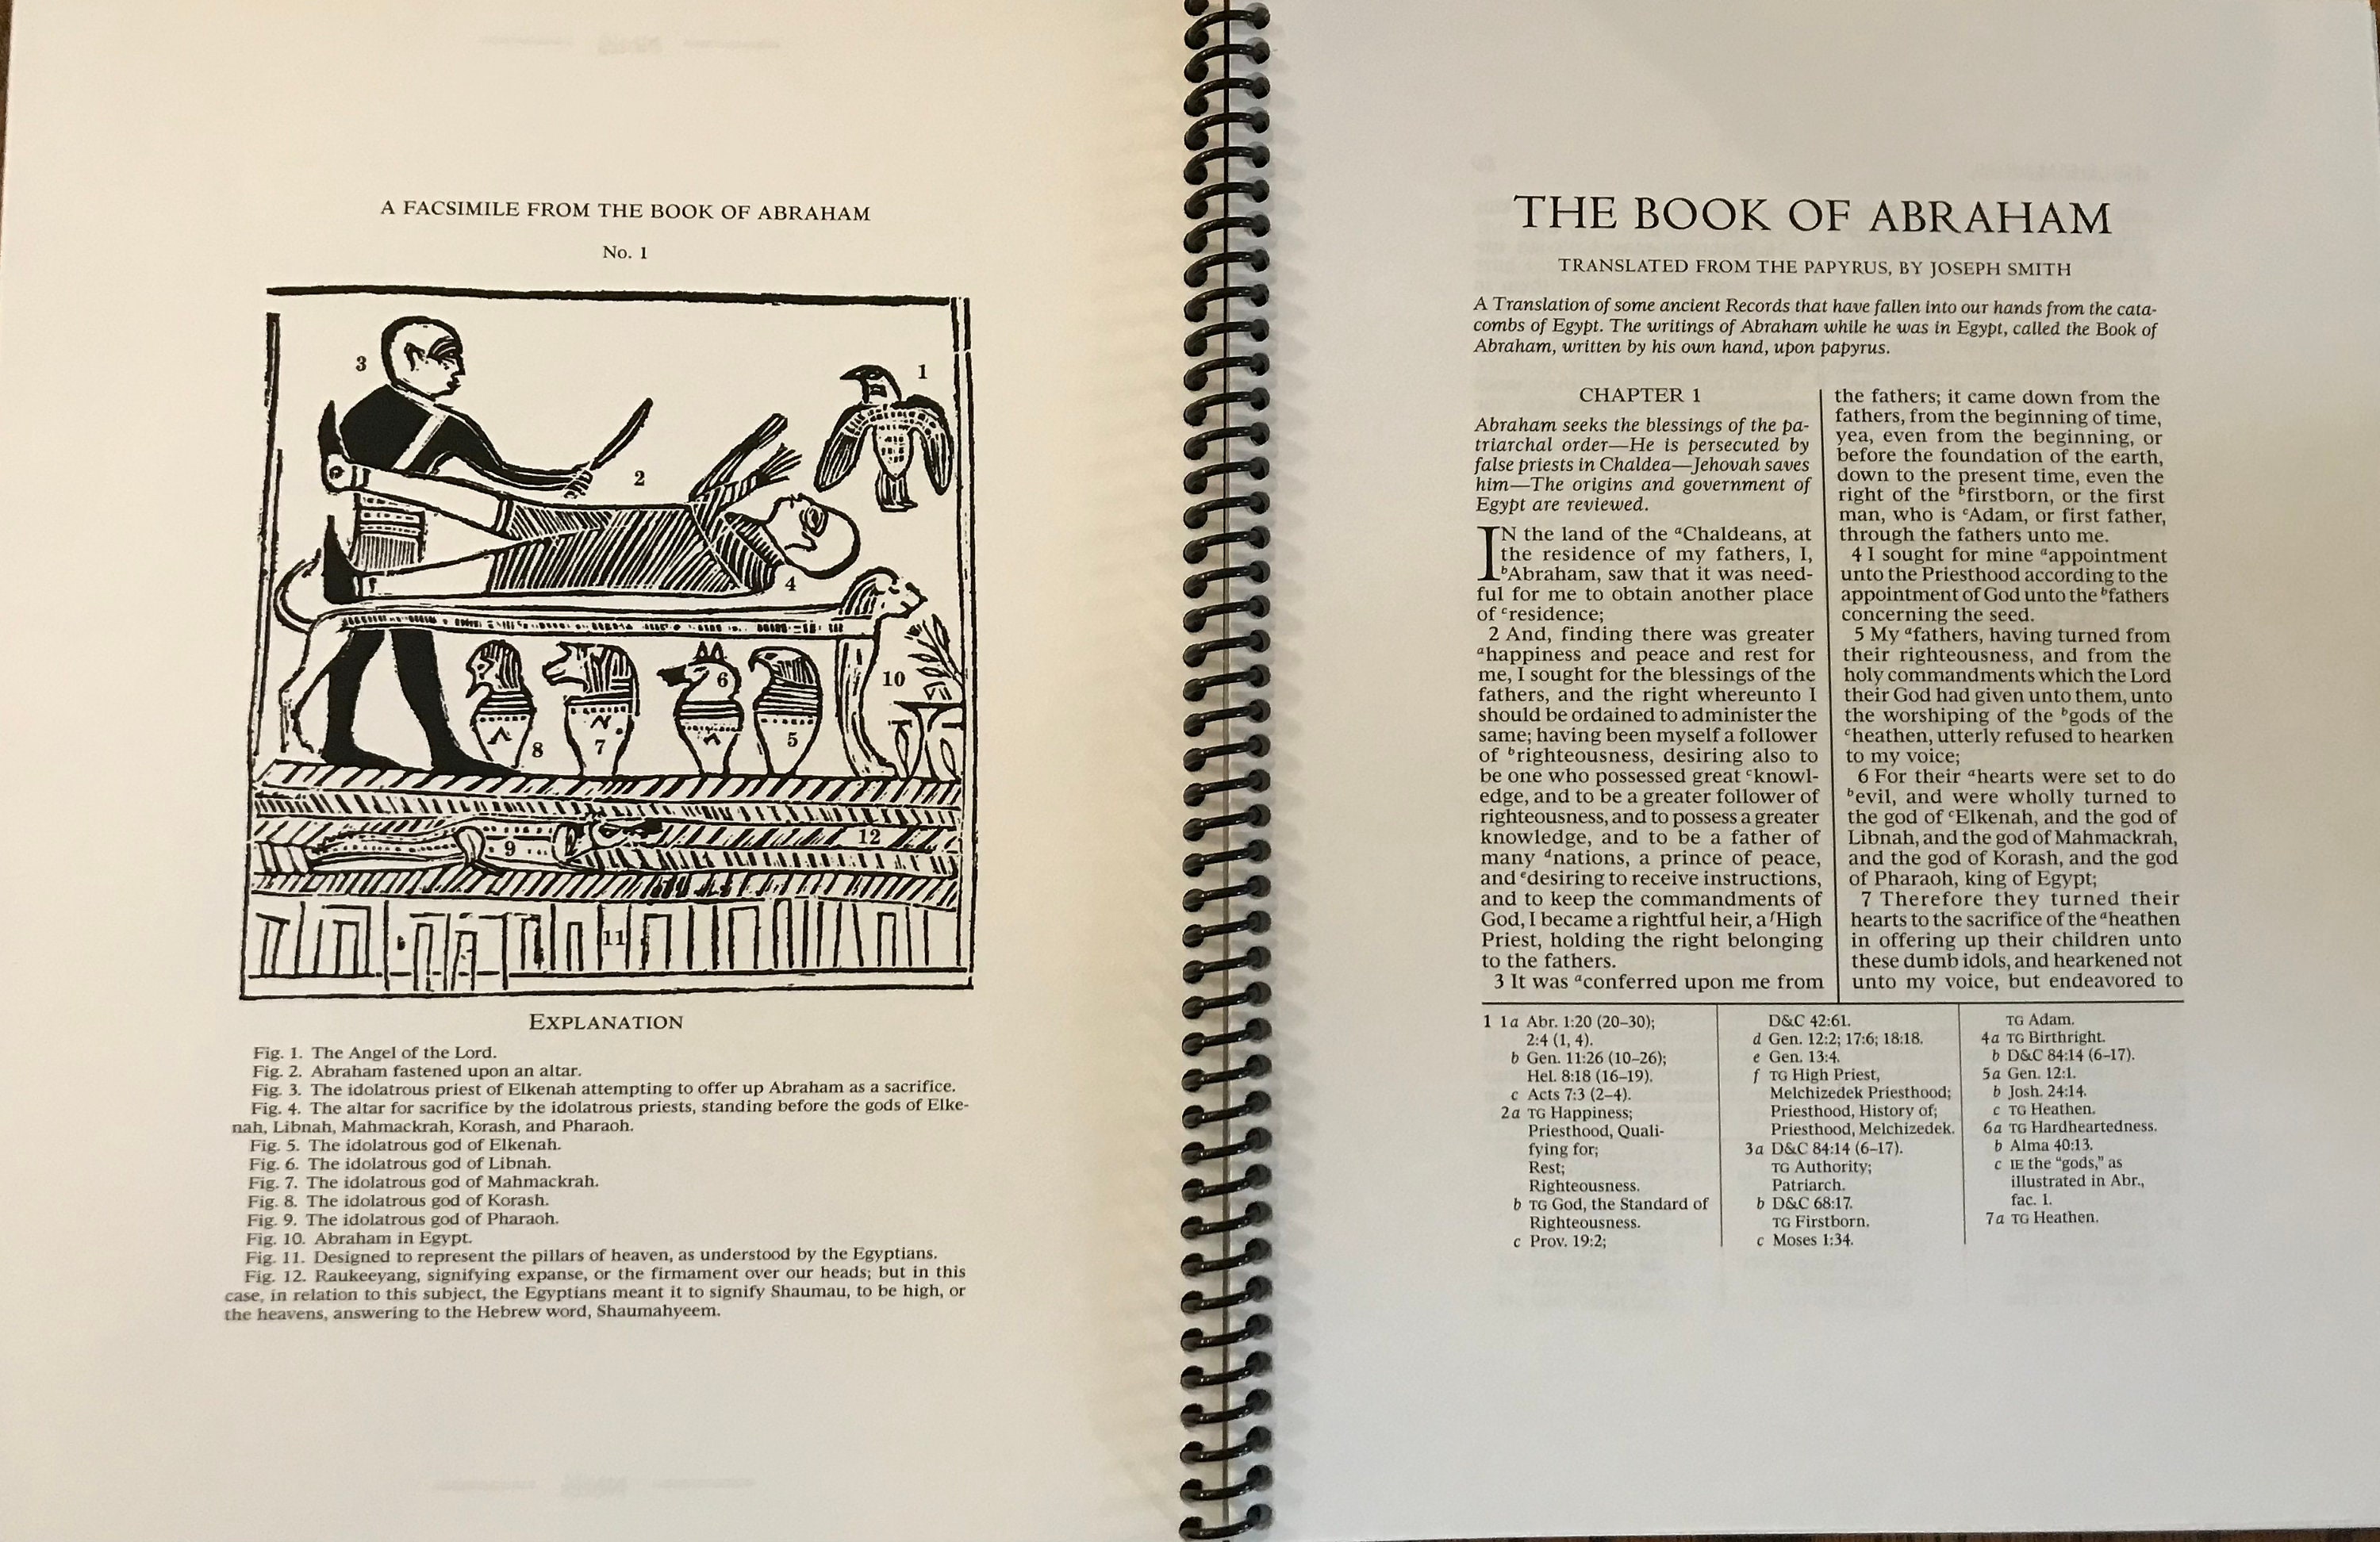 A FACSIMILE FROM THE BOOK OF ABRAHAM
No. 1
3
1
2
4
10
6
5
7
8
12
9
11
EXPLANATION
Fig. 1. The Angel of the Lord.
Fig. 2. Abraham fastened upon an altar.
Fig. 3. The idolatrous priest of Elkenah attempting to offer up Abraham as a sacrifice.
Fig. 4. The altar for sacrifice by the idolatrous priests, standing before the gods of Elke-
nah, Libnah, Mahmackrah, Korash, and Pharaoh.
Fig. 5. The idolatrous god of Elkenah.
Fig. 6. The idolatrous god of Libnah.
Fig. 7. The idolatrous god of Mahmackrah.
Fig. 8. The idolatrous god of Korash.
Fig. 9. The idolatrous god of Pharaoh.
Fig. 10. Abraham in Egypt.
Fig. 11. Designed to represent the pillars of heaven, as understood by the Egyptians.
Fig. 12. Raukeeyang, signifying expanse, or the firmament over our heads; but in this
case, in relation to this subject, the Egyptians meant it to signify Shaumau, to be high, or
the heavens, answering to the Hebrew word, Shaumahyeem.
THE BOOK OF ABRAHAM
TRANSLATED FROM THE PAPYRUS, BY JOSEPH SMITH
A Translation of some ancient Records that have fallen into our hands from the cata-
combs of Egypt. The writings of Abraham while he was in Egypt, called the Book of
Abraham, written by his own hand, upon papyrus.
CHAPTER 1
Abraham seeks the blessings of the pa-
triarchal order—He is persecuted by
false priests in Chaldea—Jehovah saves
him—The origins and government of
Egypt are reviewed.
IN the land of the aChaldeans, at
the residence of my fathers, I,
bAbraham, saw that it was need-
ful for me to obtain another place
of cresidence;
2 And, finding there was greater
ahappiness and peace and rest for
me, I sought for the blessings of the
fathers, and the right whereunto I
should be ordained to administer the
same; having been myself a follower
of brighteousness, desiring also to
be one who possessed great cknowl-
edge, and to be a greater follower of
righteousness, and to possess a greater
knowledge, and to be a father of
many dnations, a prince of peace,
and edesiring to receive instructions,
and to keep the commandments of
God, I became a rightful heir, a fHigh
Priest, holding the right belonging
to the fathers.
3 It was aconferred upon me from
the fathers; it came down from the
fathers, from the beginning of time,
yea, even from the beginning, or
before the foundation of the earth,
down to the present time, even the
right of the bfirstborn, or the first
man, who is cAdam, or first father,
through the fathers unto me.
4 I sought for mine aappointment
unto the Priesthood according to the
appointment of God unto the bfathers
concerning the seed.
5 My afathers, having turned from
their righteousness, and from the
holy commandments which the Lord
their God had given unto them, unto
the worshiping of the bgods of the
cheathen, utterly refused to hearken
to my voice;
6 For their ahearts were set to do
bevil, and were wholly turned to
the god of cElkenah, and the god of
Libnah, and the god of Mahmackrah,
and the god of Korash, and the god
of Pharaoh, king of Egypt;
7 Therefore they turned their
hearts to the sacrifice of the aheathen
in offering up their children unto
these dumb idols, and hearkened not
unto my voice, but endeavored to
1 1a Abr. 1:20 (20–30);
2:4 (1, 4).
b Gen. 11:26 (10–26);
Hel. 8:18 (16–19).
c Acts 7:3 (2–4).
2a TG Happiness;
Priesthood, Quali-
fying for;
Rest;
Righteousness.
b TG God, the Standard of
Righteousness.
c Prov. 19:2;
D&C 42:61.
d Gen. 12:2; 17:6; 18:18.
e Gen. 13:4.
f TG High Priest,
Melchizedek Priesthood;
Priesthood, History of;
Priesthood, Melchizedek.
3a D&C 84:14 (6–17).
TG Authority;
Patriarch.
b D&C 68:17.
TG Firstborn.
c Moses 1:34.
TG Adam.
4a TG Birthright.
b D&C 84:14 (6–17).
5a Gen. 12:1.
b Josh. 24:14.
c TG Heathen.
6a TG Hardheartedness.
b Alma 40:13.
c IE the “gods,” as
illustrated in Abr.,
fac. 1.
7a TG Heathen.